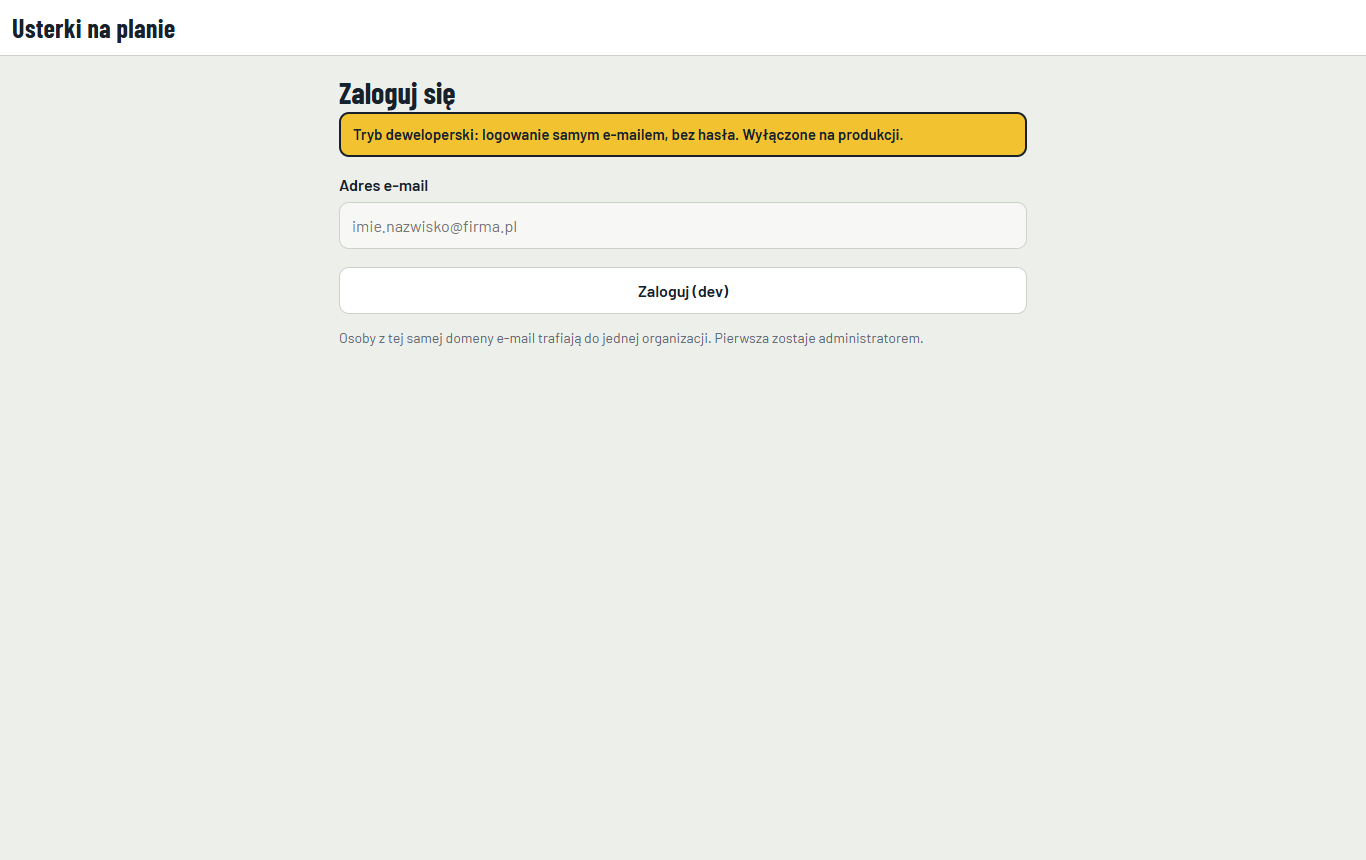 Usterki na planie
Zaloguj się
Tryb deweloperski: logowanie samym e-mailem, bez hasła. Wyłączone na produkcji.
Adres e-mail
imie.nazwisko@firma.pl
Zaloguj (dev)
Osoby z tej samej domeny e-mail trafiają do jednej organizacji. Pierwsza zostaje administratorem.